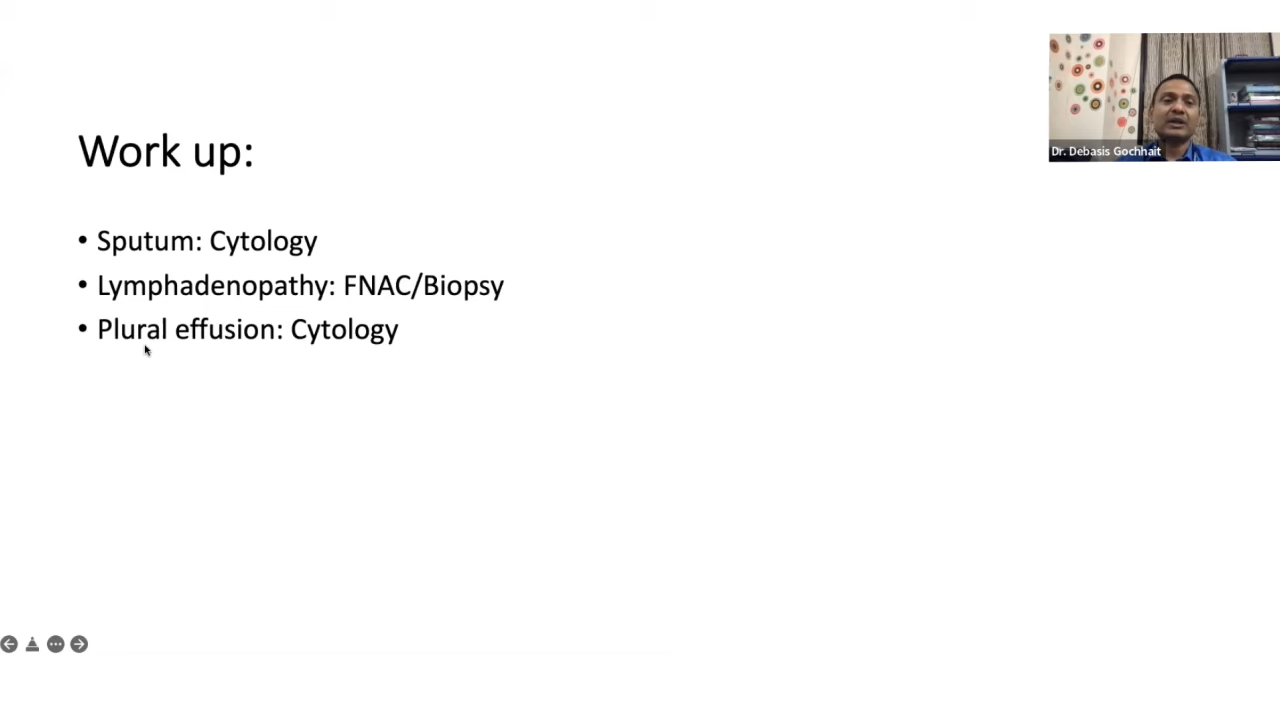 Dr. Debasis Gochhait
Work up:
• Sputum: Cytology
• Lymphadenopathy: FNAC/Biopsy
• Plural effusion: Cytology